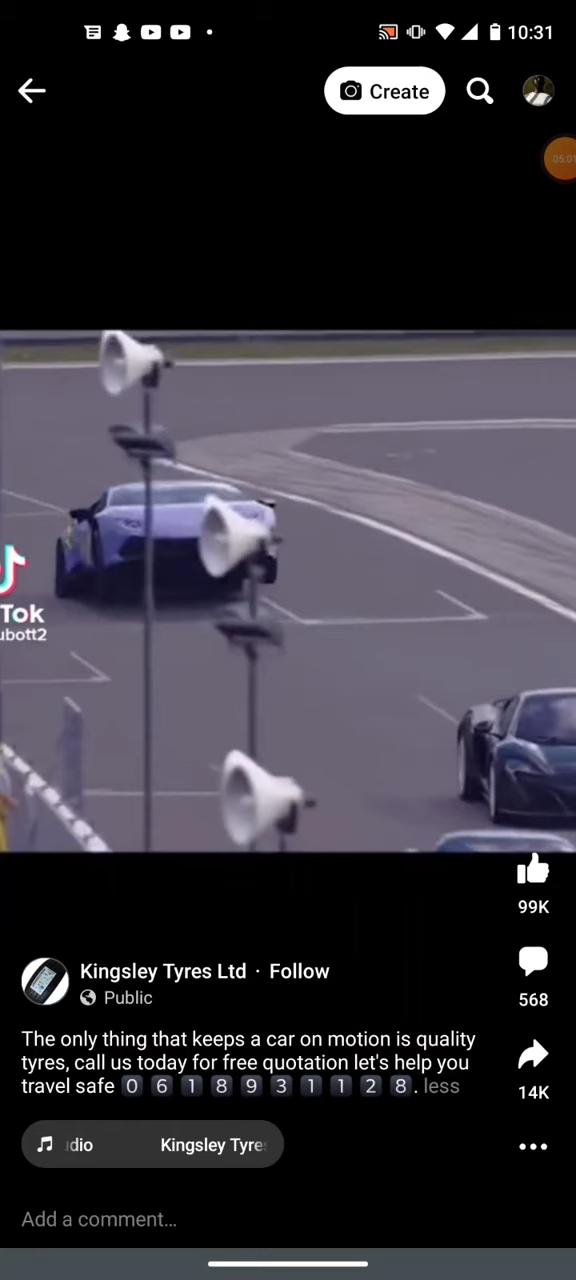 10:31
Create
05:01
Tok
ubott2
99K
Kingsley Tyres Ltd · Follow
Public
568
The only thing that keeps a car on motion is quality
tyres, call us today for free quotation let's help you
travel safe 0 6 1 8 9 3 1 1 2 8. less
14K
dio Kingsley Tyre
Add a comment...